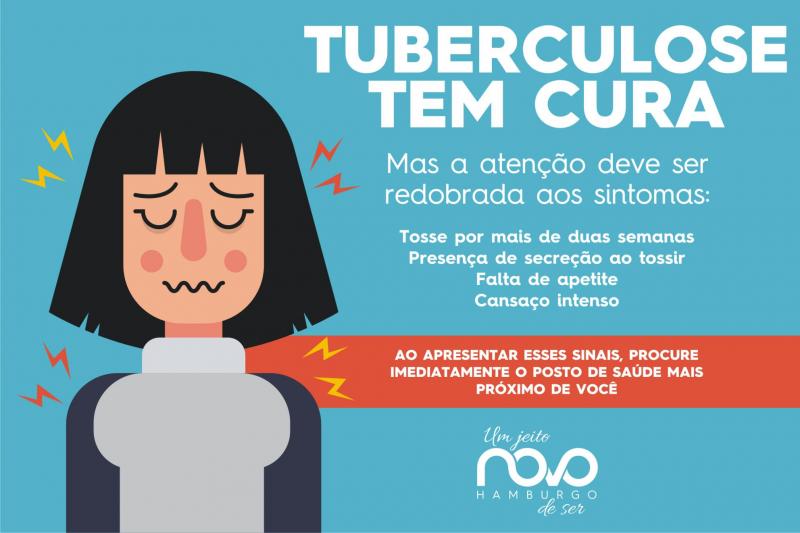 TUBERCULOSE
TEM CURA
Mas a atenção deve ser
redobrada aos sintomas:
Tosse por mais de duas semanas
Presença de secreção ao tossir
Falta de apetite
Cansaço intenso
AO APRESENTAR ESSES SINAIS, PROCURE
IMEDIATAMENTE O POSTO DE SAÚDE MAIS
PRÓXIMO DE VOCÊ
Um jeito
novo
HAMBURGO
de ser